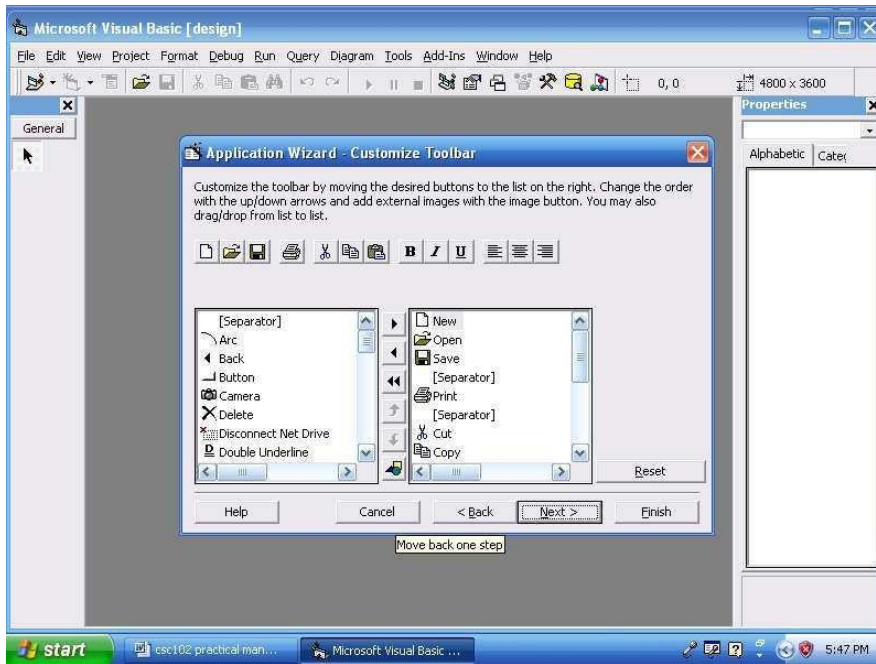 Microsoft Visual Basic [design]
File Edit View Project Format Debug Run Query Diagram Tools Add-Ins Window Help
0, 0
4800 x 3600
General
Properties
Alphabetic
Application Wizard - Customize Toolbar
Customize the toolbar by moving the desired buttons to the list on the right. Change the order
with the up/down arrows and add external images with the image button. You may also
drag/drop from list to list.
B I U
[Separator]
Arc
Back
Button
Camera
Delete
Disconnect Net Drive
D Double Underline
New
Open
Save
[Separator]
Print
[Separator]
Cut
Copy
Reset
Help
Cancel
< Back
Next >
Finish
Move back one step
start
csc102 practical man...
Microsoft Visual Basic ...
5:47 PM